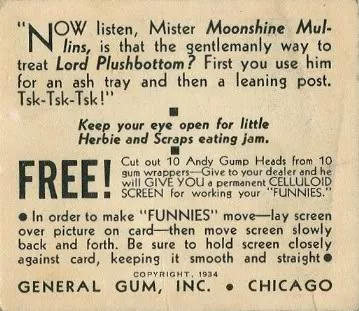 "NOW listen, Mister Moonshine Mul-
lins, is that the gentlemanly way to
treat Lord Plushbottom? First you use him
for an ash tray and then a leaning post.
Tsk-Tsk-Tsk!"
Keep your eye open for little
Herbie and Scraps eating jam.
FREE! Cut out 10 Andy Gump Heads from 10
gum wrappers—Give to your dealer and he
will GIVE YOU a permanent CELLULOID
SCREEN for working your "FUNNIES."
● In order to make "FUNNIES" move—lay screen
over picture on card—then move screen slowly
back and forth. Be sure to hold screen closely
against card, keeping it smooth and straight ●
COPYRIGHT, 1934
GENERAL GUM, INC. ● CHICAGO